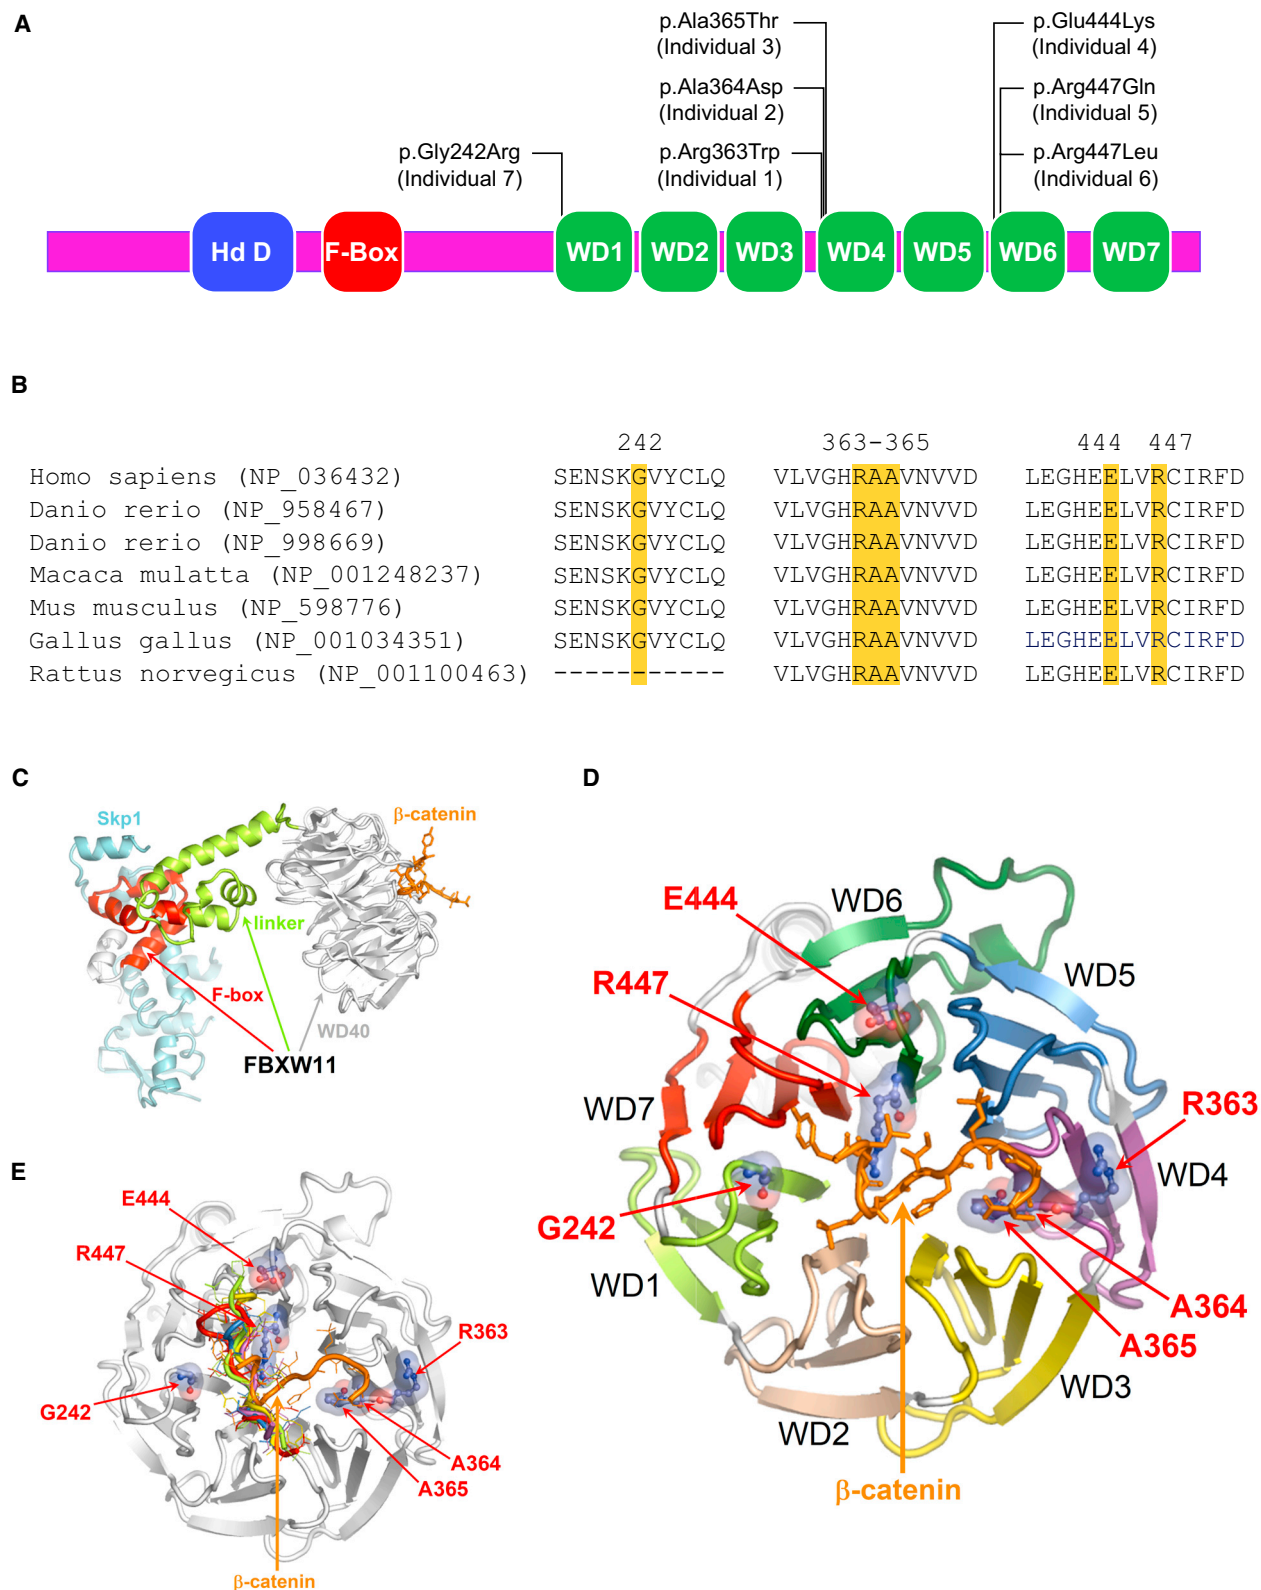 A
p.Ala365Thr
(Individual 3)
p.Glu444Lys
(Individual 4)
p.Ala364Asp
(Individual 2)
p.Arg447Gln
(Individual 5)
p.Gly242Arg
(Individual 7)
p.Arg363Trp
(Individual 1)
p.Arg447Leu
(Individual 6)
Hd D F-Box WD1 WD2 WD3 WD4 WD5 WD6 WD7
B
242 363-365 444 447
Homo sapiens (NP_036432) SENSKGVYCLQ VLVGHRAAVNVVD LEGHEELVRCIRFD
Danio rerio (NP_958467) SENSKGVYCLQ VLVGHRAAVNVVD LEGHEELVRCIRFD
Danio rerio (NP_998669) SENSKGVYCLQ VLVGHRAAVNVVD LEGHEELVRCIRFD
Macaca mulatta (NP_001248237) SENSKGVYCLQ VLVGHRAAVNVVD LEGHEELVRCIRFD
Mus musculus (NP_598776) SENSKGVYCLQ VLVGHRAAVNVVD LEGHEELVRCIRFD
Gallus gallus (NP_001034351) SENSKGVYCLQ VLVGHRAAVNVVD LEGHEELVRCIRFD
Rattus norvegicus (NP_001100463) ----------- VLVGHRAAVNVVD LEGHEELVRCIRFD
C
Skp1
β-catenin
linker
F-box
WD40
FBXW11
D
E444
WD6
R447
WD5
WD7
R363
WD4
G242
WD1
A364
A365
WD3
WD2
β-catenin
E
E444
R447
R363
G242
A364
A365
β-catenin